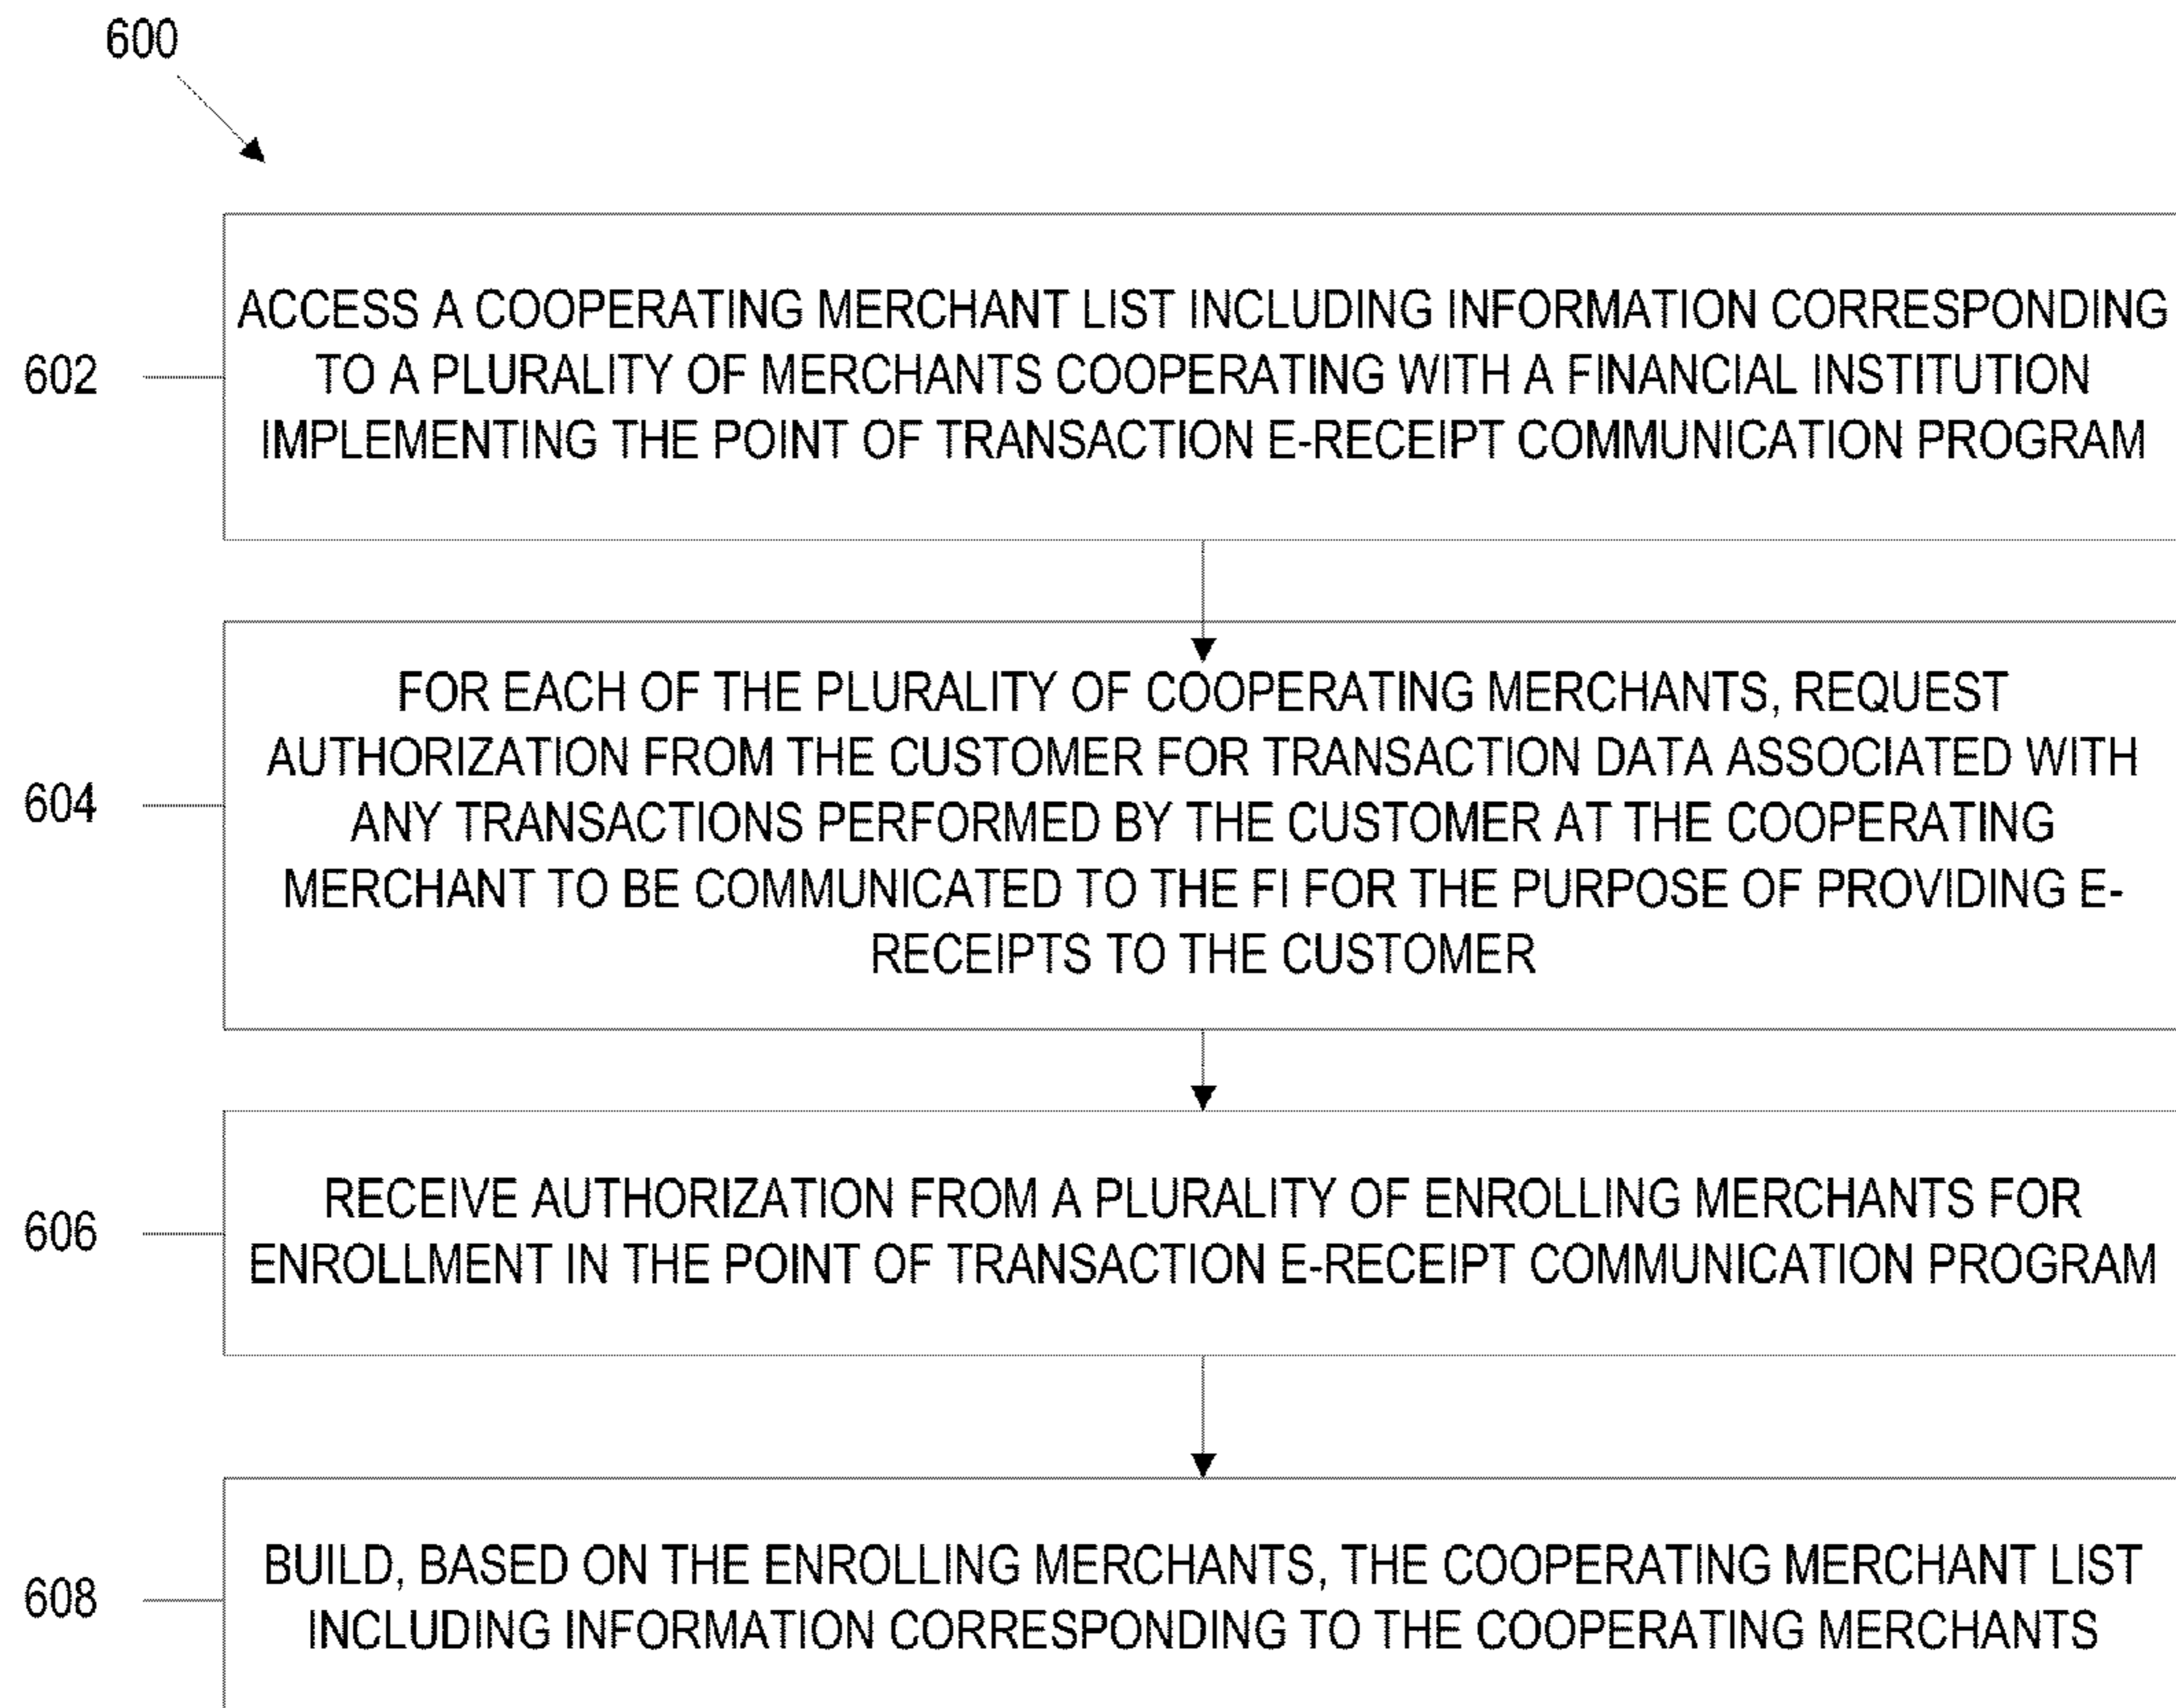 600
602
ACCESS A COOPERATING MERCHANT LIST INCLUDING INFORMATION CORRESPONDING
TO A PLURALITY OF MERCHANTS COOPERATING WITH A FINANCIAL INSTITUTION
IMPLEMENTING THE POINT OF TRANSACTION E-RECEIPT COMMUNICATION PROGRAM
604
FOR EACH OF THE PLURALITY OF COOPERATING MERCHANTS, REQUEST
AUTHORIZATION FROM THE CUSTOMER FOR TRANSACTION DATA ASSOCIATED WITH
ANY TRANSACTIONS PERFORMED BY THE CUSTOMER AT THE COOPERATING
MERCHANT TO BE COMMUNICATED TO THE FI FOR THE PURPOSE OF PROVIDING E-
RECEIPTS TO THE CUSTOMER
606
RECEIVE AUTHORIZATION FROM A PLURALITY OF ENROLLING MERCHANTS FOR
ENROLLMENT IN THE POINT OF TRANSACTION E-RECEIPT COMMUNICATION PROGRAM
608
BUILD, BASED ON THE ENROLLING MERCHANTS, THE COOPERATING MERCHANT LIST
INCLUDING INFORMATION CORRESPONDING TO THE COOPERATING MERCHANTS